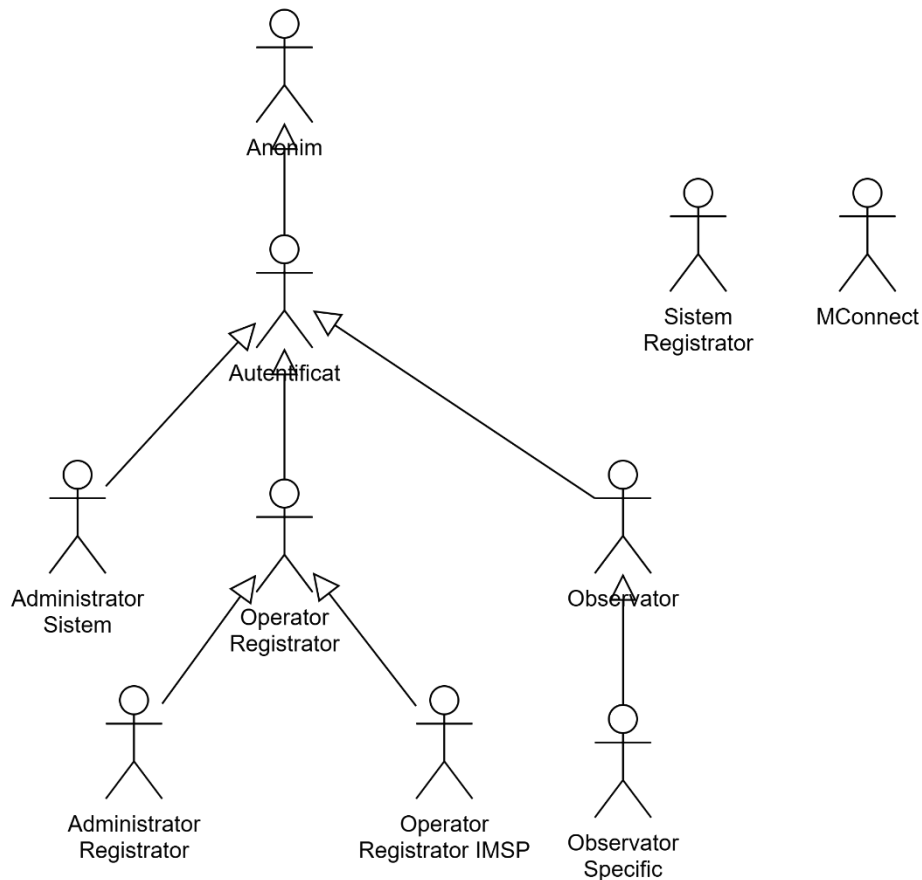 Anonim
Sistem
Registrator
MConnect
Autentificat
Administrator
Sistem
Operator
Registrator
Observator
Administrator
Registrator
Operator
Registrator IMSP
Observator
Specific